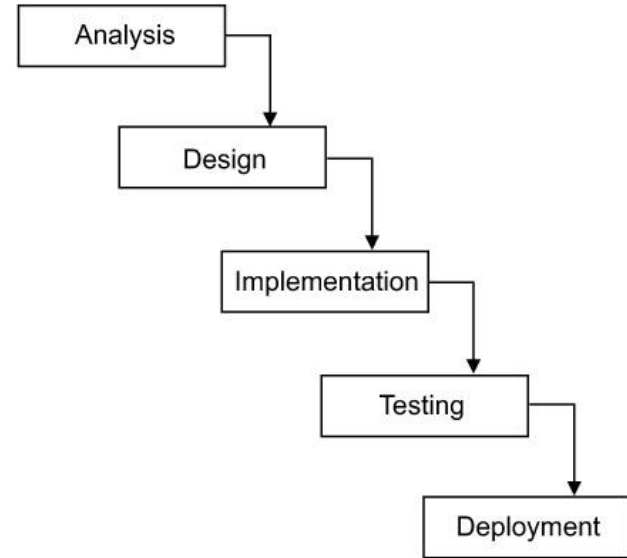 Analysis
Design
Implementation
Testing
Deployment